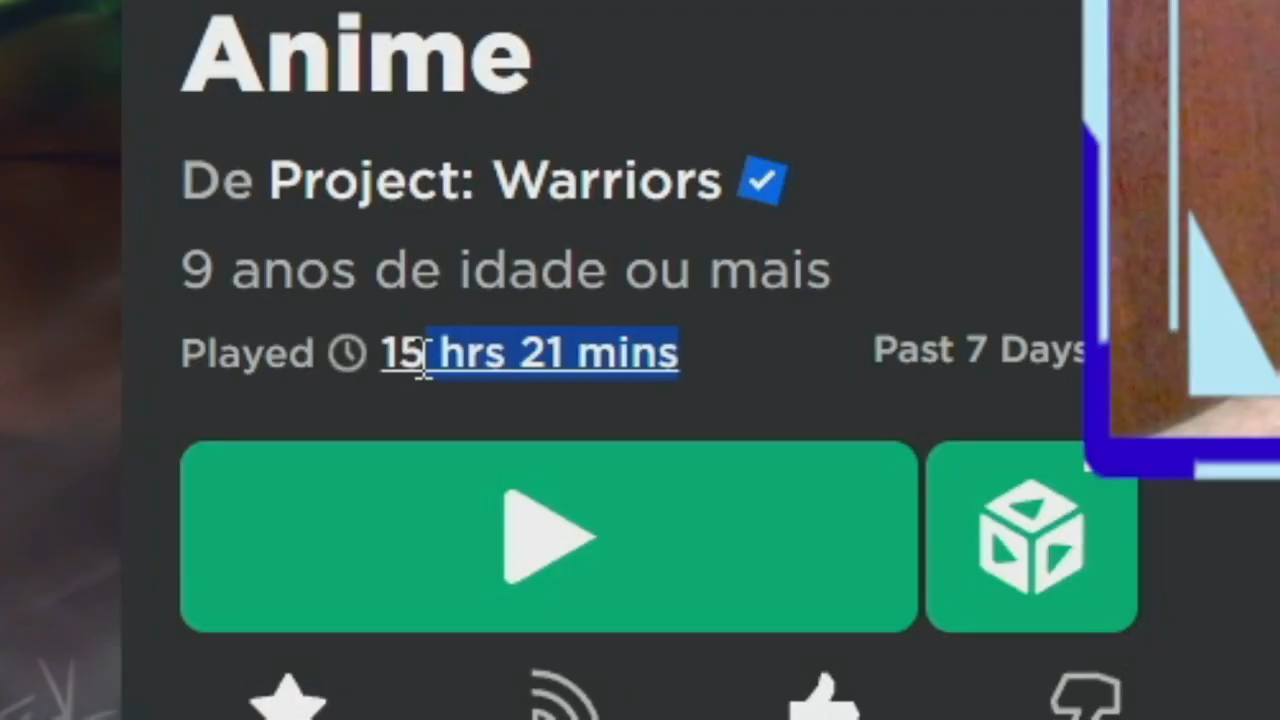 Anime
De Project: Warriors
9 anos de idade ou mais
Played 15 hrs 21 mins Past 7 Days